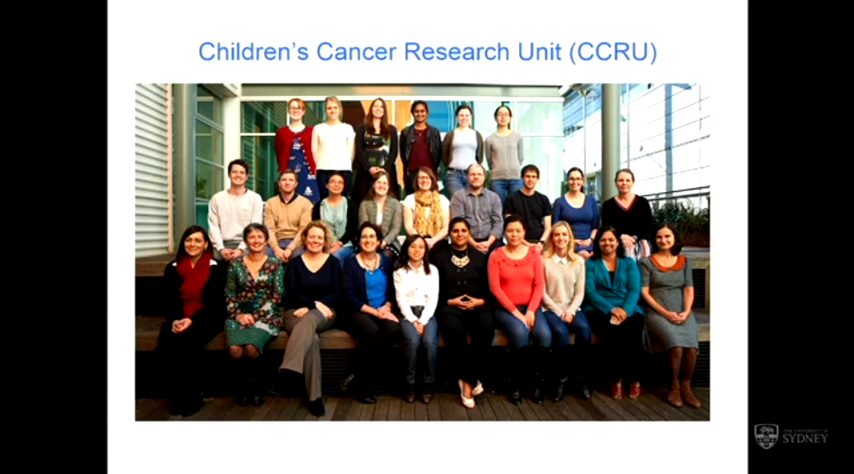 Children's Cancer Research Unit (CCRU)
THE UNIVERSITY OF
SYDNEY